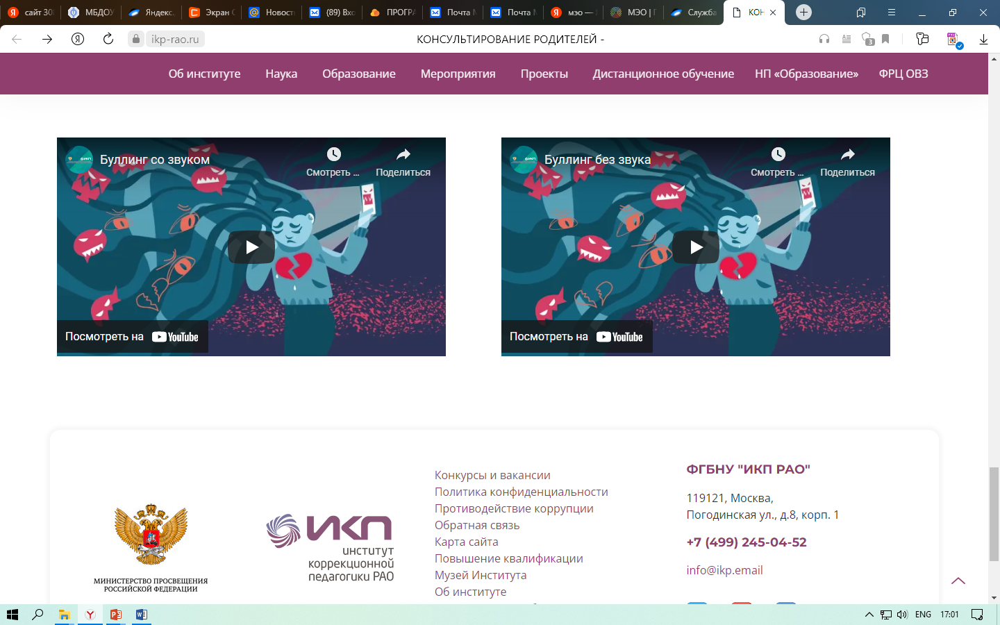 сайт 30
МБДОУ
Яндекс.
Экран
Новост
(89) Вхо
ПРОГРА
Почта
Почта
мэо —
МЭО |
Служба
КОН
ikp-rao.ru
КОНСУЛЬТИРОВАНИЕ РОДИТЕЛЕЙ -
3
Об институте
Наука
Образование
Мероприятия
Проекты
Дистанционное обучение
НП «Образование»
ФРЦ ОВЗ
Буллинг со звуком
Смотреть ...
Поделиться
Посмотреть на YouTube
Буллинг без звука
Смотреть ...
Поделиться
Посмотреть на YouTube
МИНИСТЕРСТВО ПРОСВЕЩЕНИЯ
РОССИЙСКОЙ ФЕДЕРАЦИИ
ИКП
институт
коррекционной
педагогики РАО
Конкурсы и вакансии
Политика конфиденциальности
Противодействие коррупции
Обратная связь
Карта сайта
Повышение квалификации
Музей Института
Об институте
ФГБНУ "ИКП РАО"
119121, Москва,
Погодинская ул., д.8, корп. 1
+7 (499) 245-04-52
info@ikp.email
ENG
17:01